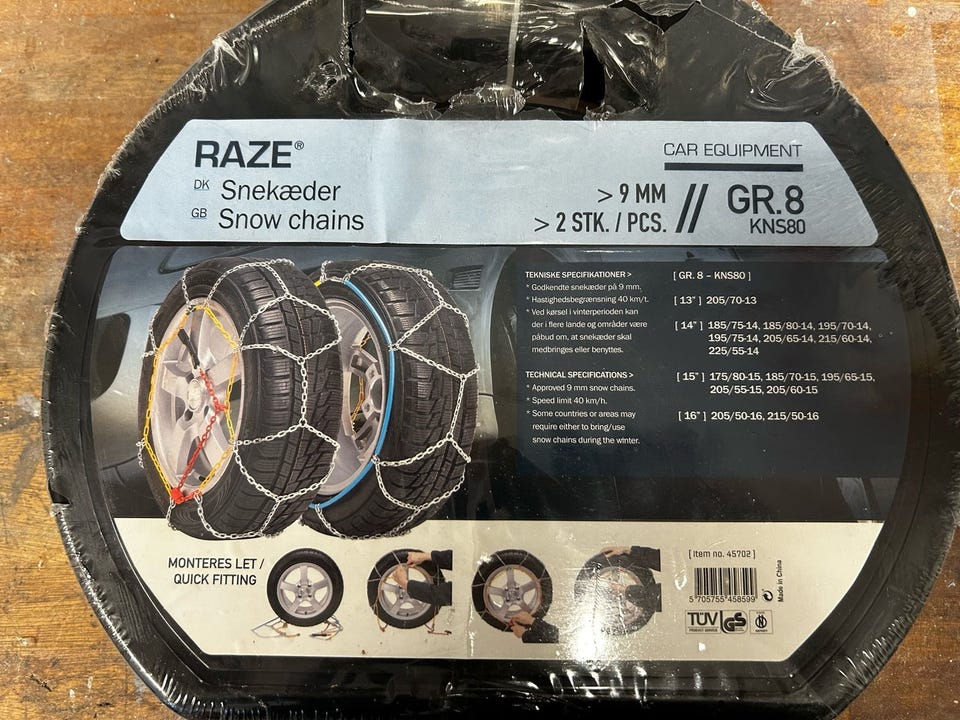 RAZE®
DK Snekæder
GB Snow chains
CAR EQUIPMENT
> 9 MM
> 2 STK. / PCS. // GR.8
KNS80
TEKNISKE SPECIFIKATIONER >
* Godkendte snekæder på 9 mm.
* Hastighedsbegrænsning 40 km/t.
* Ved kørsel i vinterperioden kan
der i flere lande og områder være
påbud om, at snekæder skal
medbringes eller benyttes.
TECHNICAL SPECIFICATIONS >
* Approved 9 mm snow chains.
* Speed limit 40 km/h.
* Some countries or areas may
require either to bring/use
snow chains during the winter.
[ GR. 8 – KNS80 ]
[ 13" ] 205/70-13
[ 14" ] 185/75-14, 185/80-14, 195/70-14,
195/75-14, 205/65-14, 215/60-14,
225/55-14
[ 15" ] 175/80-15, 185/70-15, 195/65-15,
205/55-15, 205/60-15
[ 16" ] 205/50-16, 215/50-16
MONTERES LET /
QUICK FITTING
[ Item no. 45702 ]
5 705755 458599
Made in China
TÜV
PRODUCT SERVICE
GS